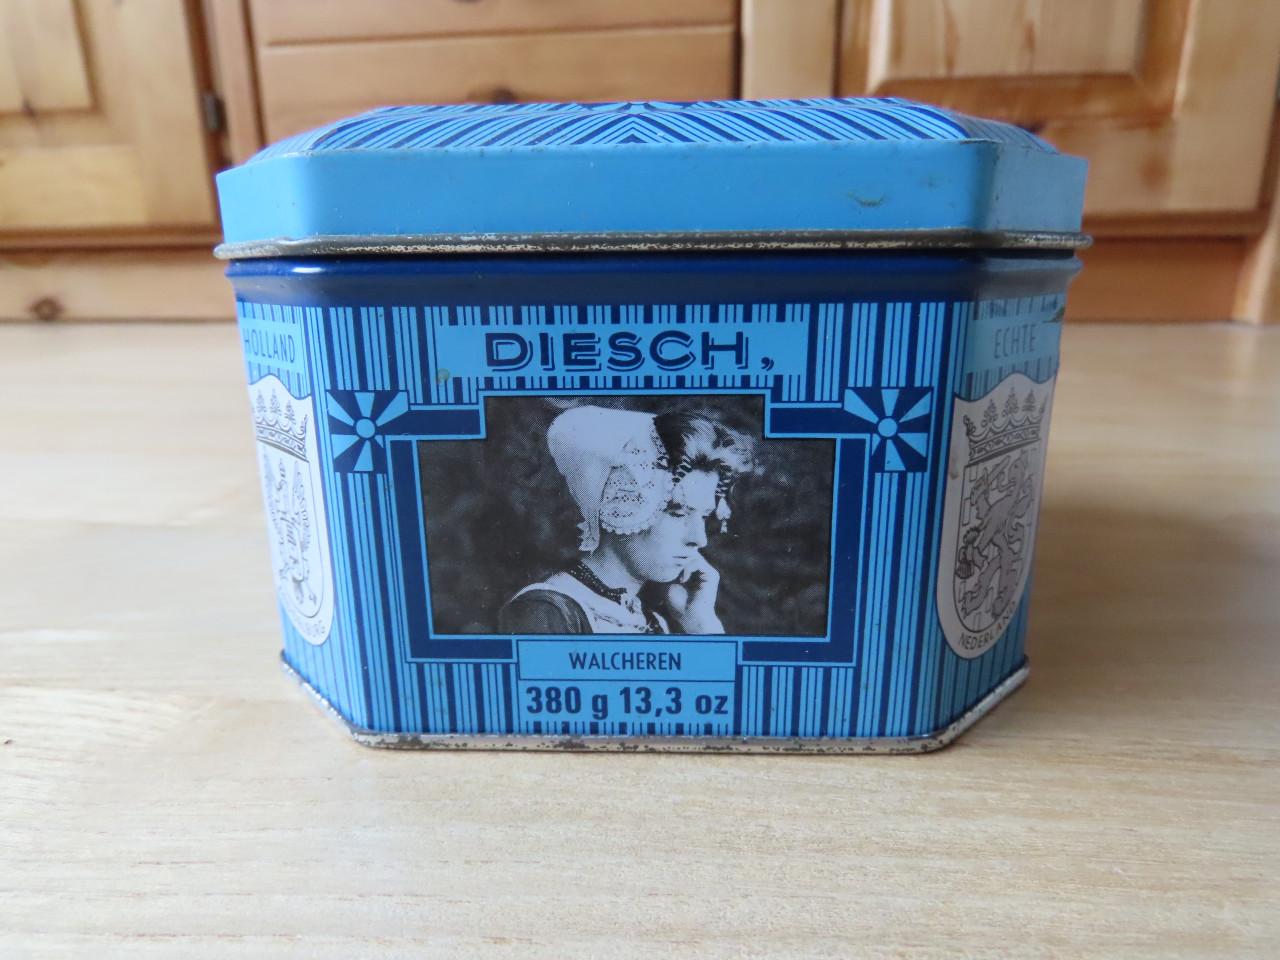 HOLLAND
DIESCH,
ECHTE
WALCHEREN
380 g 13,3 oz
NEDERLAND